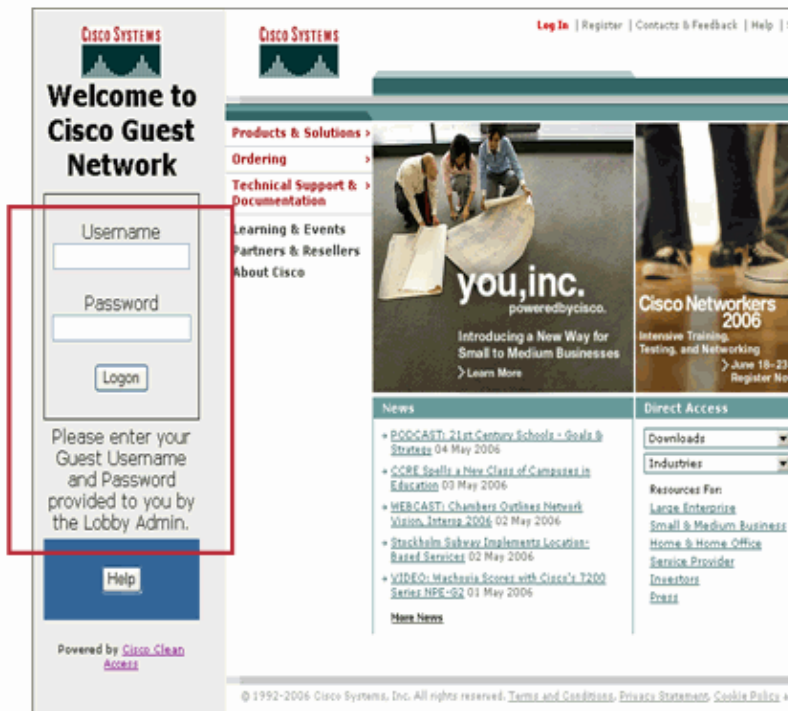 CISCO SYSTEMS
Welcome to
Cisco Guest
Network
Username
Password
Logon
Please enter your
Guest Username
and Password
provided to you by
the Lobby Admin.
Help
Powered by Cisco Clean
Access
CISCO SYSTEMS
Log In | Register | Contacts & Feedback | Help |
Products & Solutions ›
Ordering ›
Technical Support & ›
Documentation
Learning & Events
Partners & Resellers
About Cisco
you,inc.
poweredbycisco.
Introducing a New Way for
Small to Medium Businesses
> Learn More
Cisco Networkers
2006
Intensive Training,
Testing, and Networking
> June 18-23
Register No
News
PODCAST: 21st Century Schools - Goals &
Strategy 04 May 2006
CCRE Spells a New Class of Campuses in
Education 03 May 2006
WEBCAST: Chambers Outlines Network
Vision, Interop 2006 02 May 2006
Stockholm Subway Implements Location-
Based Services 02 May 2006
VIDEO: Wachovia Scores with Cisco's 7200
Series NPE-G2 01 May 2006
More News
Direct Access
Downloads
Industries
Resources For:
Large Enterprise
Small & Medium Business
Home & Home Office
Service Provider
Investors
Press
© 1992-2006 Cisco Systems, Inc. All rights reserved. Terms and Conditions, Privacy Statement, Cookie Policy a